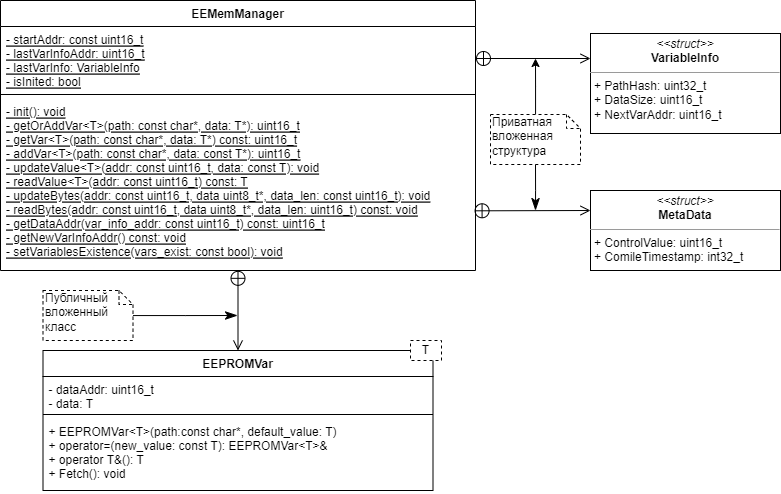 EEMemManager
- startAddr: const uint16_t
- lastVarInfoAddr: uint16_t
- lastVarInfo: VariableInfo
- isInited: bool
- init(): void
- getOrAddVar<T>(path: const char*, data: T*): uint16_t
- getVar<T>(path: const char*, data: T*) const: uint16_t
- addVar<T>(path: const char*, data: const T*): uint16_t
- updateValue<T>(addr: const uint16_t, data: const T): void
- readValue<T>(addr: const uint16_t) const: T
- updateBytes(addr: const uint16_t, data uint8_t*, data_len: const uint16_t): void
- readBytes(addr: const uint16_t, data uint8_t*, data_len: uint16_t) const: void
- getDataAddr(var_info_addr: const uint16_t) const: uint16_t
- getNewVarInfoAddr() const: void
- setVariablesExistence(vars_exist: const bool): void
<<struct>>
VariableInfo
+ PathHash: uint32_t
+ DataSize: uint16_t
+ NextVarAddr: uint16_t
Приватная
вложенная
структура
<<struct>>
MetaData
+ ControlValue: uint16_t
+ ComileTimestamp: int32_t
Публичный
вложенный
класс
T
EEPROMVar
- dataAddr: uint16_t
- data: T
+ EEPROMVar<T>(path:const char*, default_value: T)
+ operator=(new_value: const T): EEPROMVar<T>&
+ operator T&(): T
+ Fetch(): void